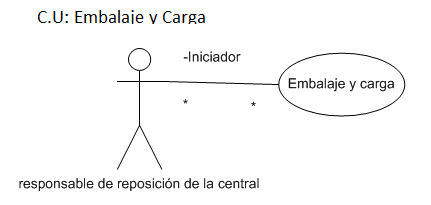 C.U: Embalaje y Carga
-Iniciador
Embalaje y carga
* *
responsable de reposición de la central